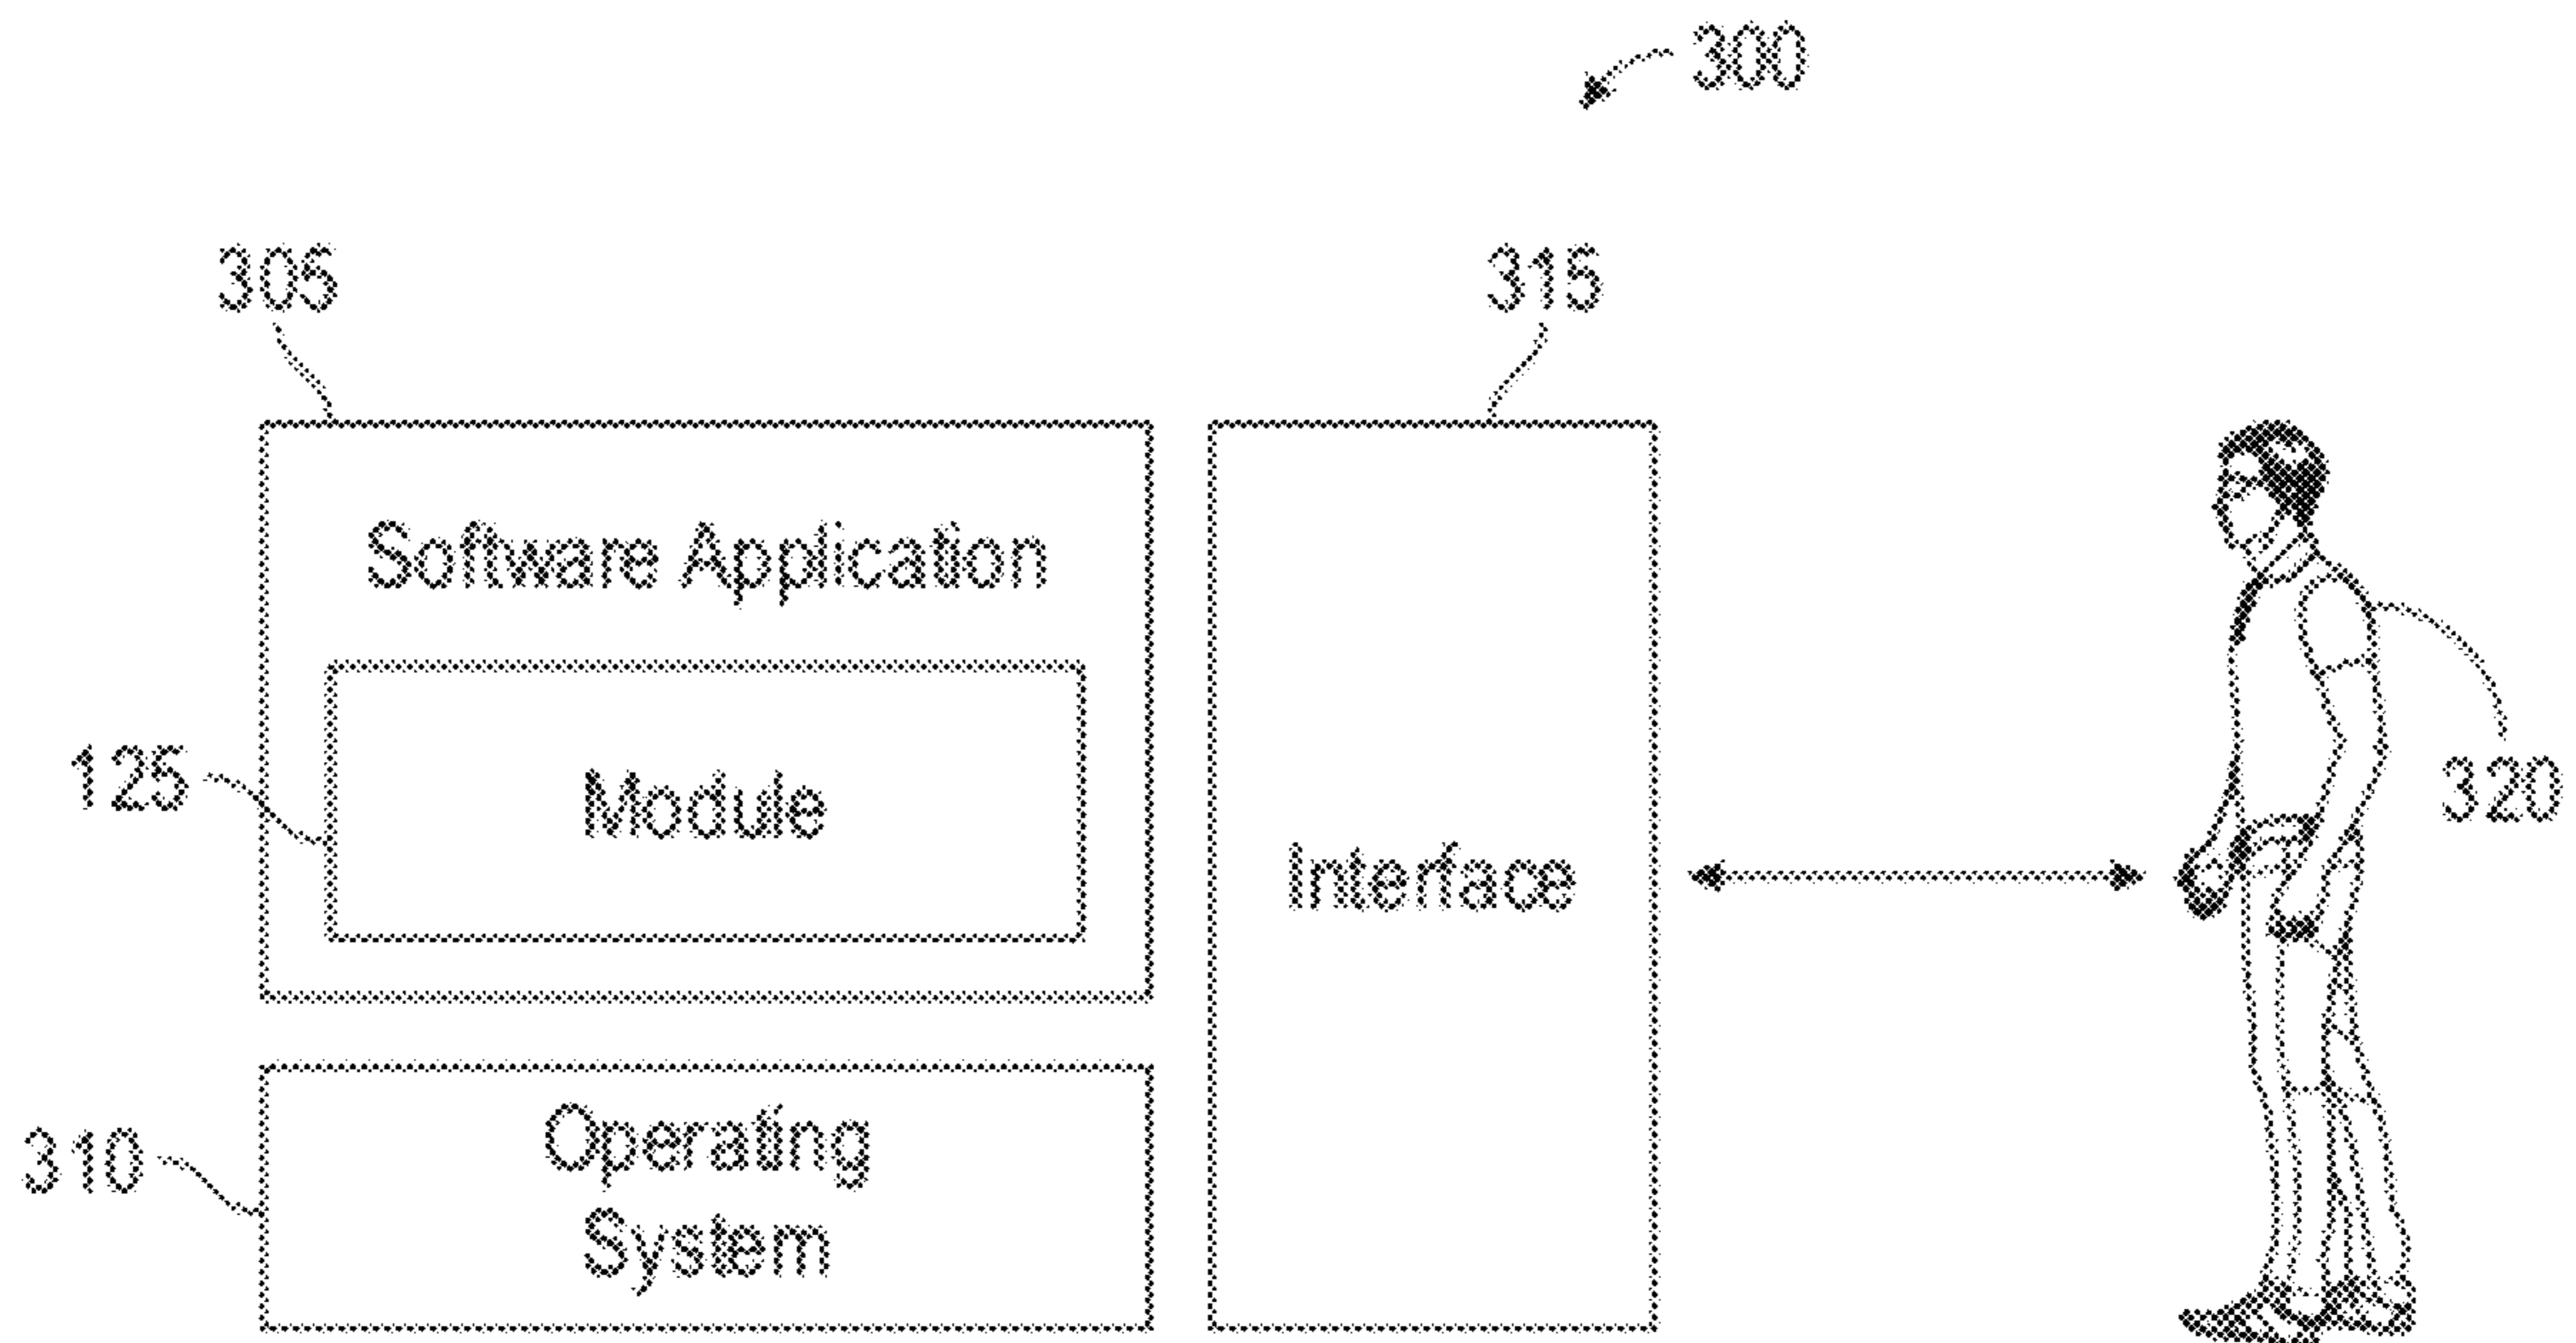 300
305
315
Software Application
125
Module
320
Interface
310
Operating
System